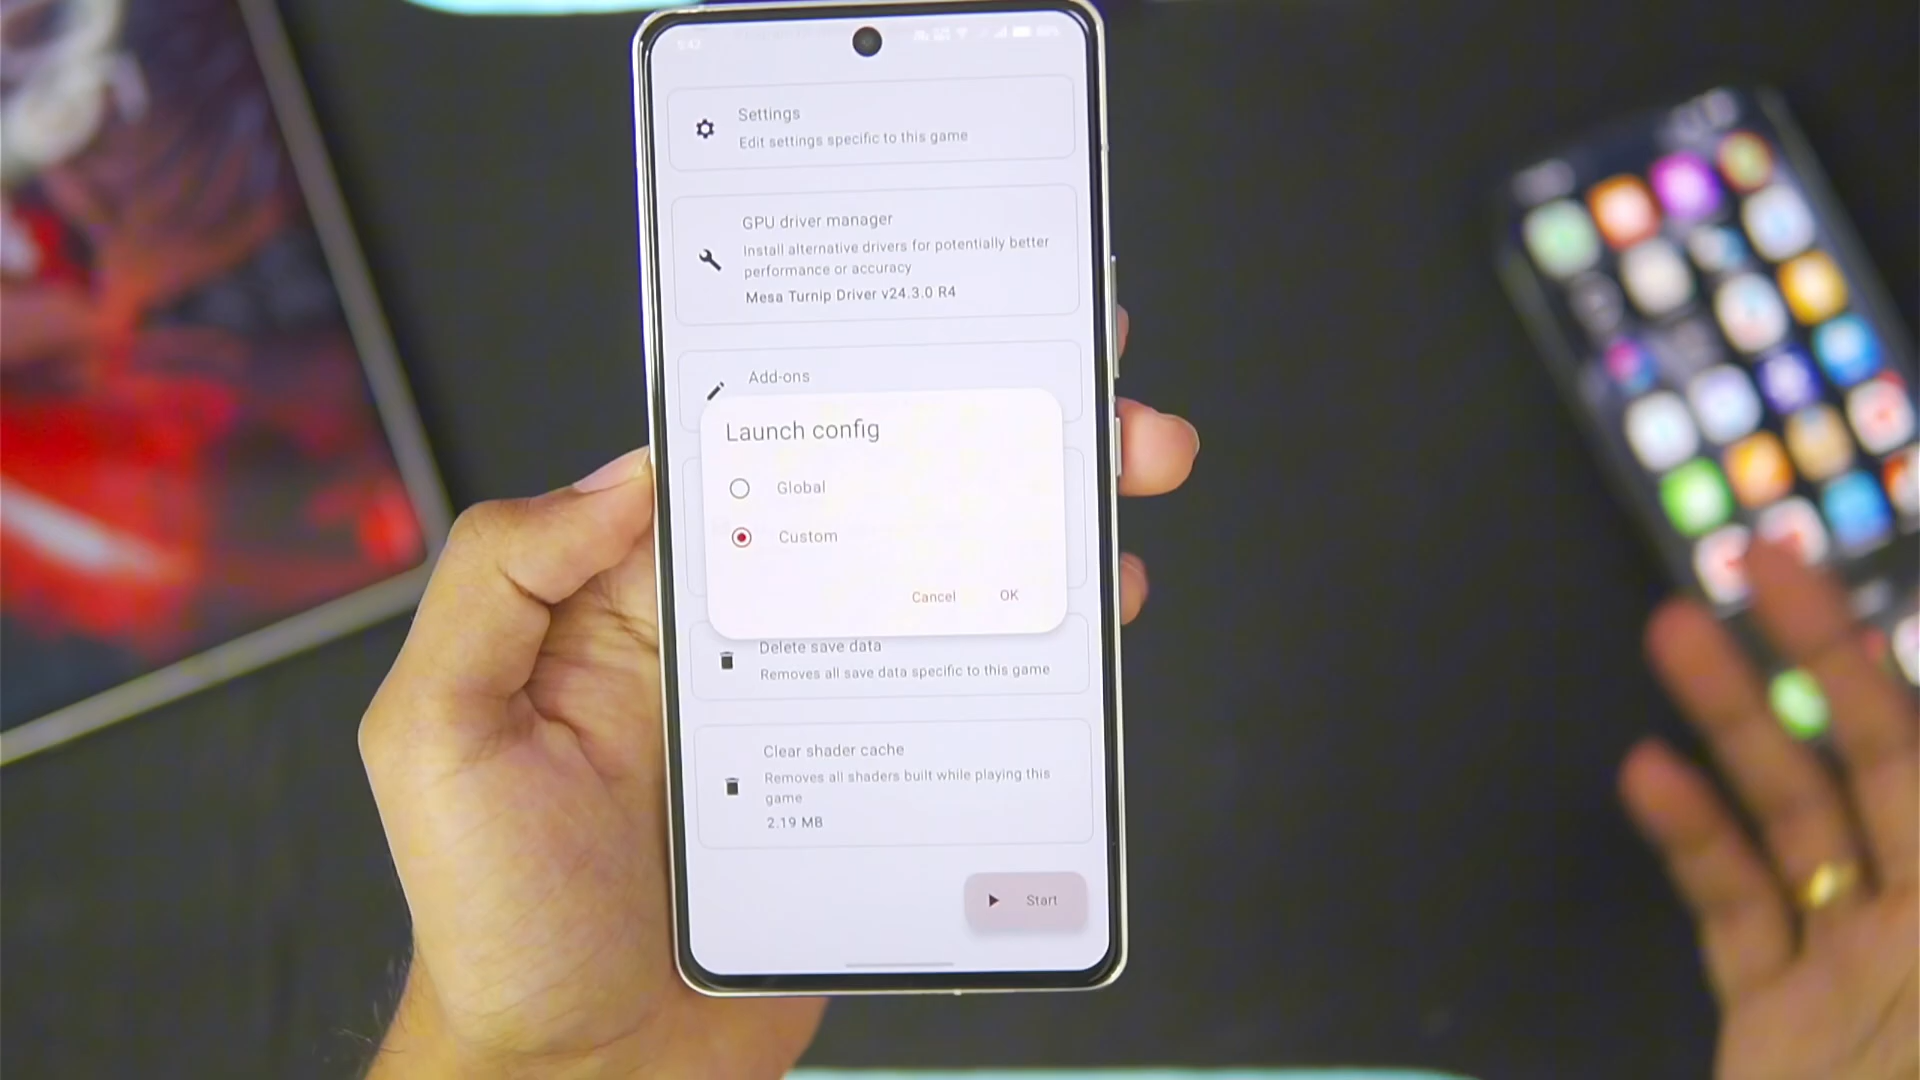 5:43
Settings
Edit settings specific to this game
GPU driver manager
Install alternative drivers for potentially better
performance or accuracy
Mesa Turnip Driver v24.3.0 R4
Add-ons
Launch config
Global
Custom
Cancel OK
Delete save data
Removes all save data specific to this game
Clear shader cache
Removes all shaders built while playing this
game
2.19 MB
Start